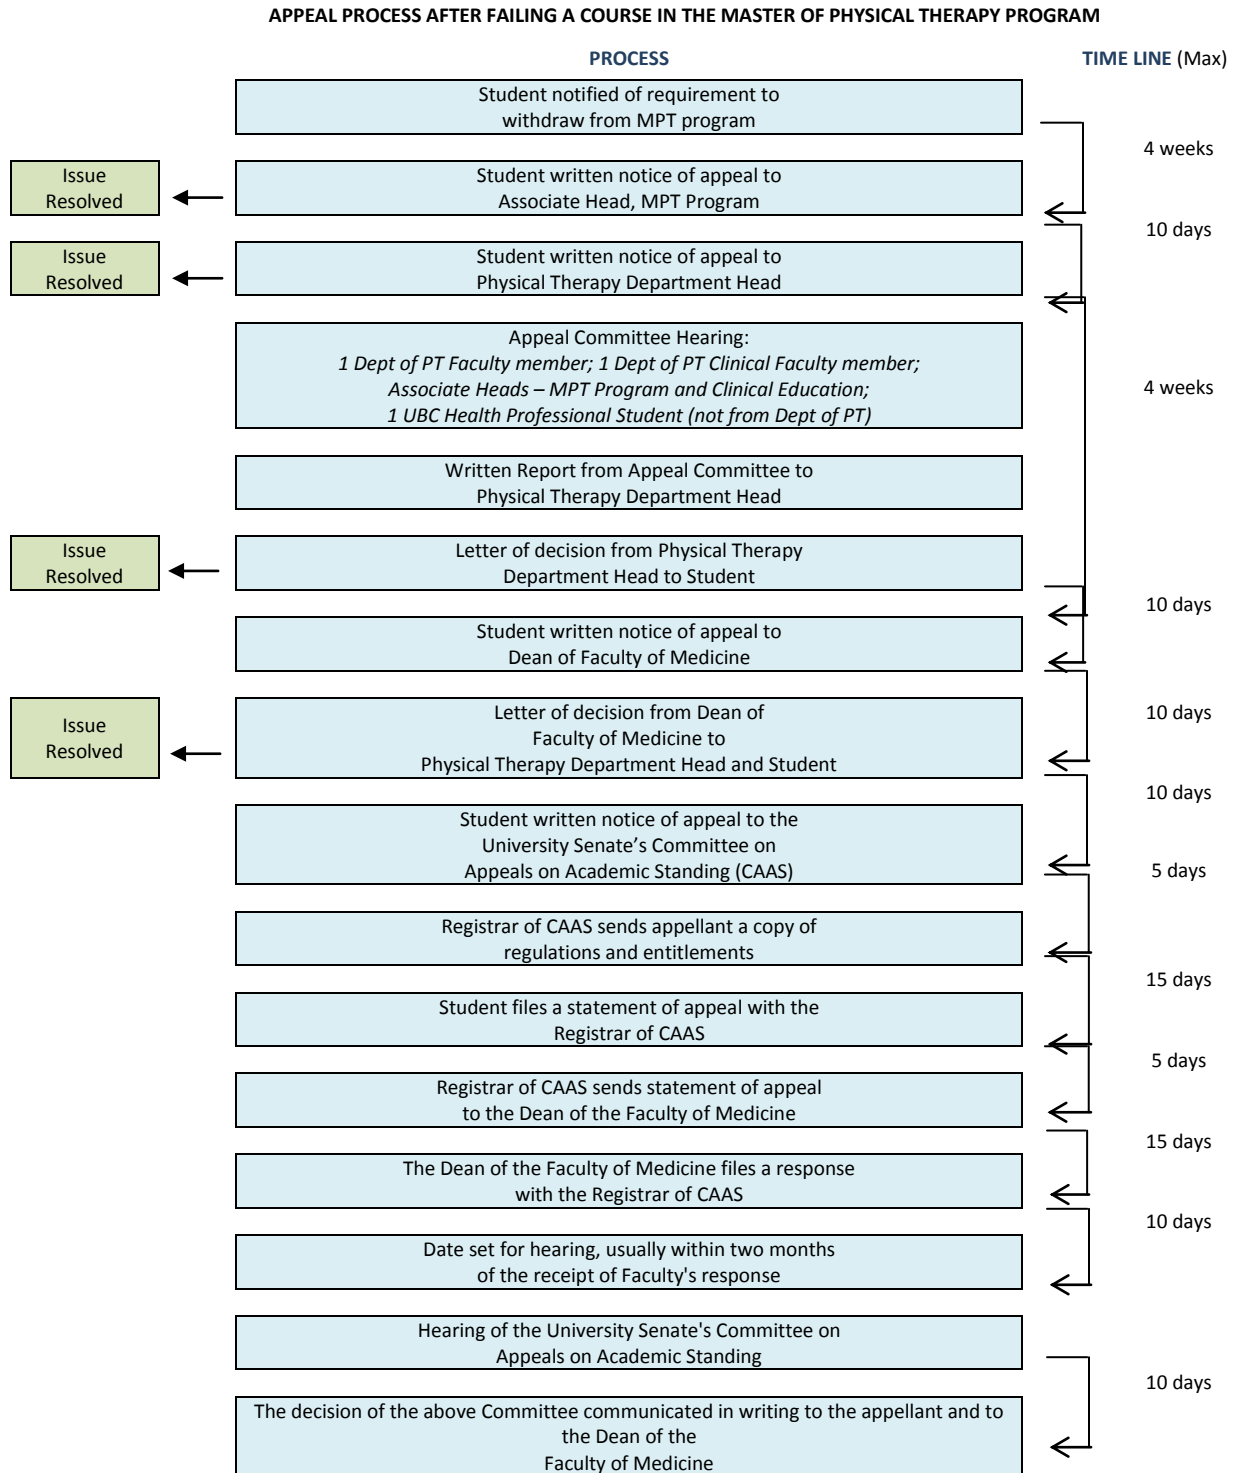 APPEAL PROCESS AFTER FAILING A COURSE IN THE MASTER OF PHYSICAL THERAPY PROGRAM
PROCESS
TIME LINE (Max)
Student notified of requirement to
withdraw from MPT program
4 weeks
Issue
Resolved
Student written notice of appeal to
Associate Head, MPT Program
10 days
Issue
Resolved
Student written notice of appeal to
Physical Therapy Department Head
Appeal Committee Hearing:
1 Dept of PT Faculty member; 1 Dept of PT Clinical Faculty member;
Associate Heads – MPT Program and Clinical Education;
1 UBC Health Professional Student (not from Dept of PT)
4 weeks
Written Report from Appeal Committee to
Physical Therapy Department Head
Issue
Resolved
Letter of decision from Physical Therapy
Department Head to Student
10 days
Student written notice of appeal to
Dean of Faculty of Medicine
Issue
Resolved
Letter of decision from Dean of
Faculty of Medicine to
Physical Therapy Department Head and Student
10 days
10 days
Student written notice of appeal to the
University Senate’s Committee on
Appeals on Academic Standing (CAAS)
5 days
Registrar of CAAS sends appellant a copy of
regulations and entitlements
15 days
Student files a statement of appeal with the
Registrar of CAAS
5 days
Registrar of CAAS sends statement of appeal
to the Dean of the Faculty of Medicine
15 days
The Dean of the Faculty of Medicine files a response
with the Registrar of CAAS
10 days
Date set for hearing, usually within two months
of the receipt of Faculty's response
Hearing of the University Senate's Committee on
Appeals on Academic Standing
10 days
The decision of the above Committee communicated in writing to the appellant and to
the Dean of the
Faculty of Medicine